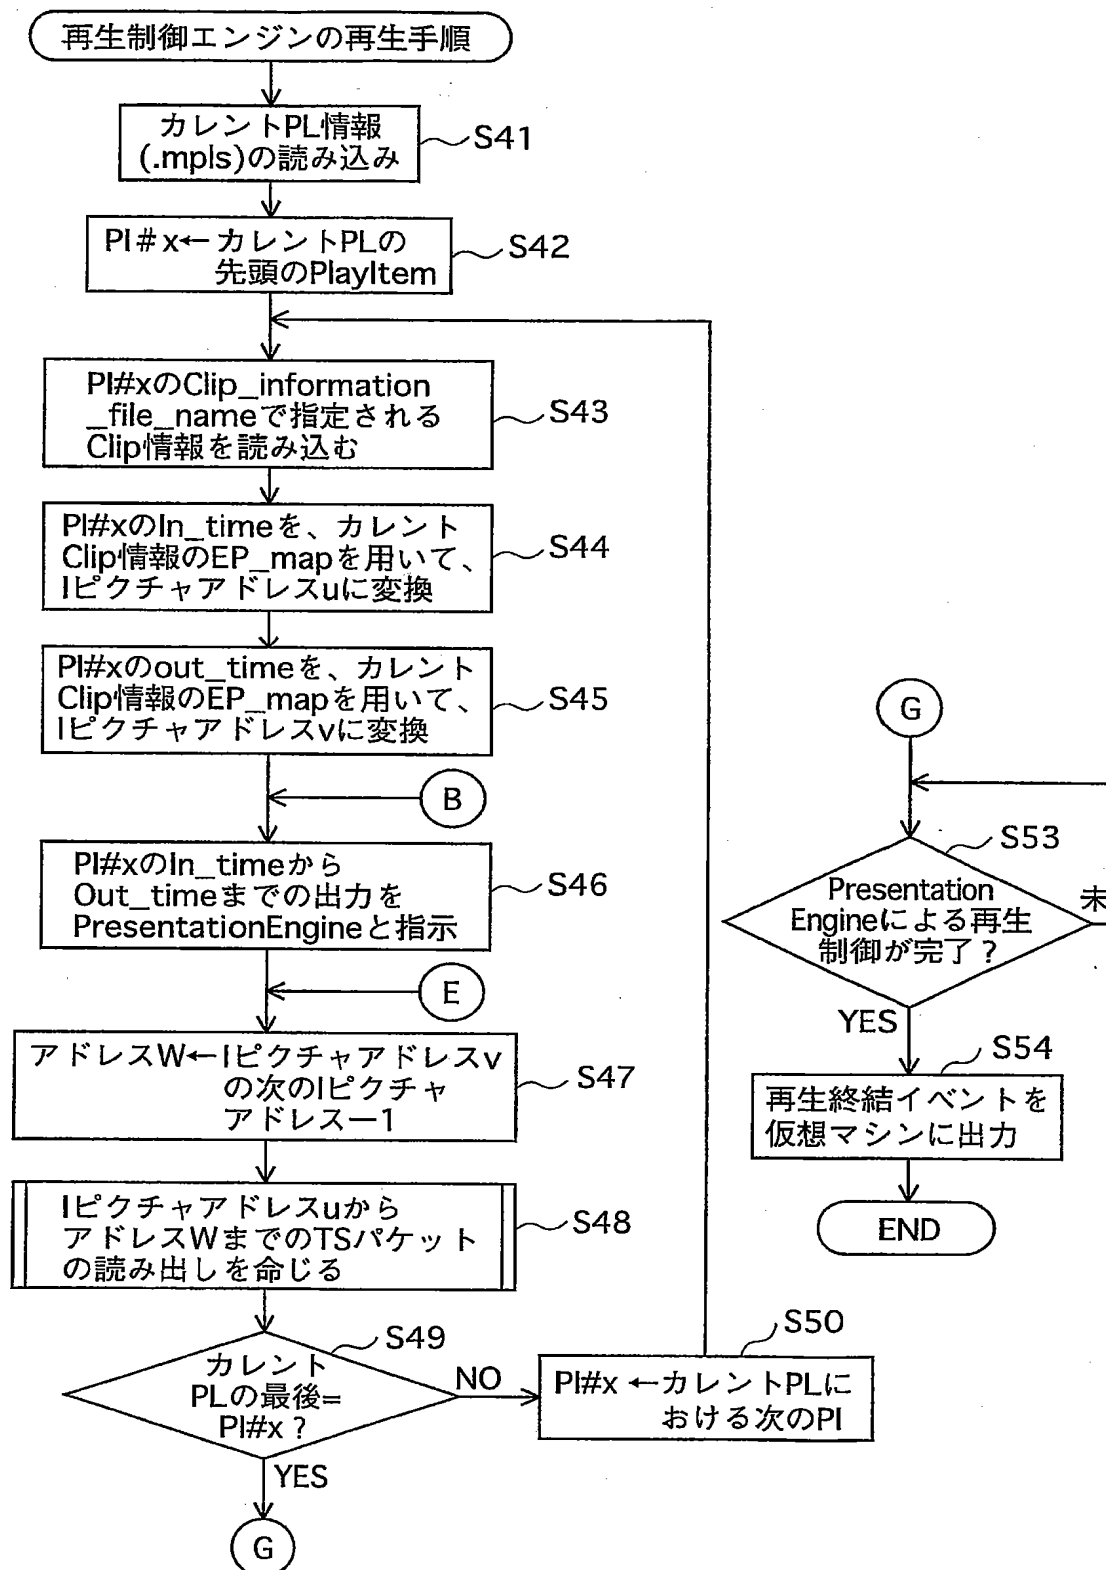 再生制御エンジンの再生手順
カレントPL情報
(.mpls)の読み込み
S41
PI#x←カレントPLの
先頭のPlayItem
S42
PI#xのClip_information
_file_nameで指定される
Clip情報を読み込む
S43
PI#xのIn_timeを、カレント
Clip情報のEP_mapを用いて、
Iピクチャアドレスuに変換
S44
PI#xのout_timeを、カレント
Clip情報のEP_mapを用いて、
Iピクチャアドレスvに変換
S45
B
PI#xのIn_timeから
Out_timeまでの出力を
PresentationEngineと指示
S46
E
アドレスW←Iピクチャアドレスv
の次のIピクチャ
アドレスー1
S47
Iピクチャアドレスuから
アドレスWまでのTSパケット
の読み出しを命じる
S48
カレント
PLの最後=
PI#x?
S49
NO
YES
G
PI#x ←カレントPLに
おける次のPI
S50
G
Presentation
Engineによる再生
制御が完了?
S53
未
YES
再生終結イベントを
仮想マシンに出力
S54
END